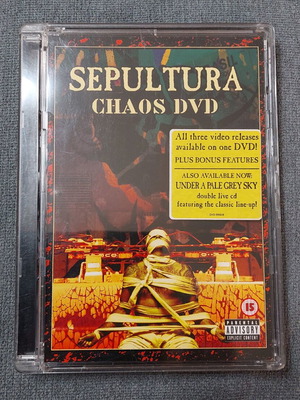 SEPULTURA
CHAOS DVD
All three video releases
available on one DVD!
PLUS BONUS FEATURES
ALSO AVAILABLE NOW:
UNDER A PALE GREY SKY
double live cd
featuring the classic line-up!
15
PARENTAL
ADVISORY
EXPLICIT CONTENT